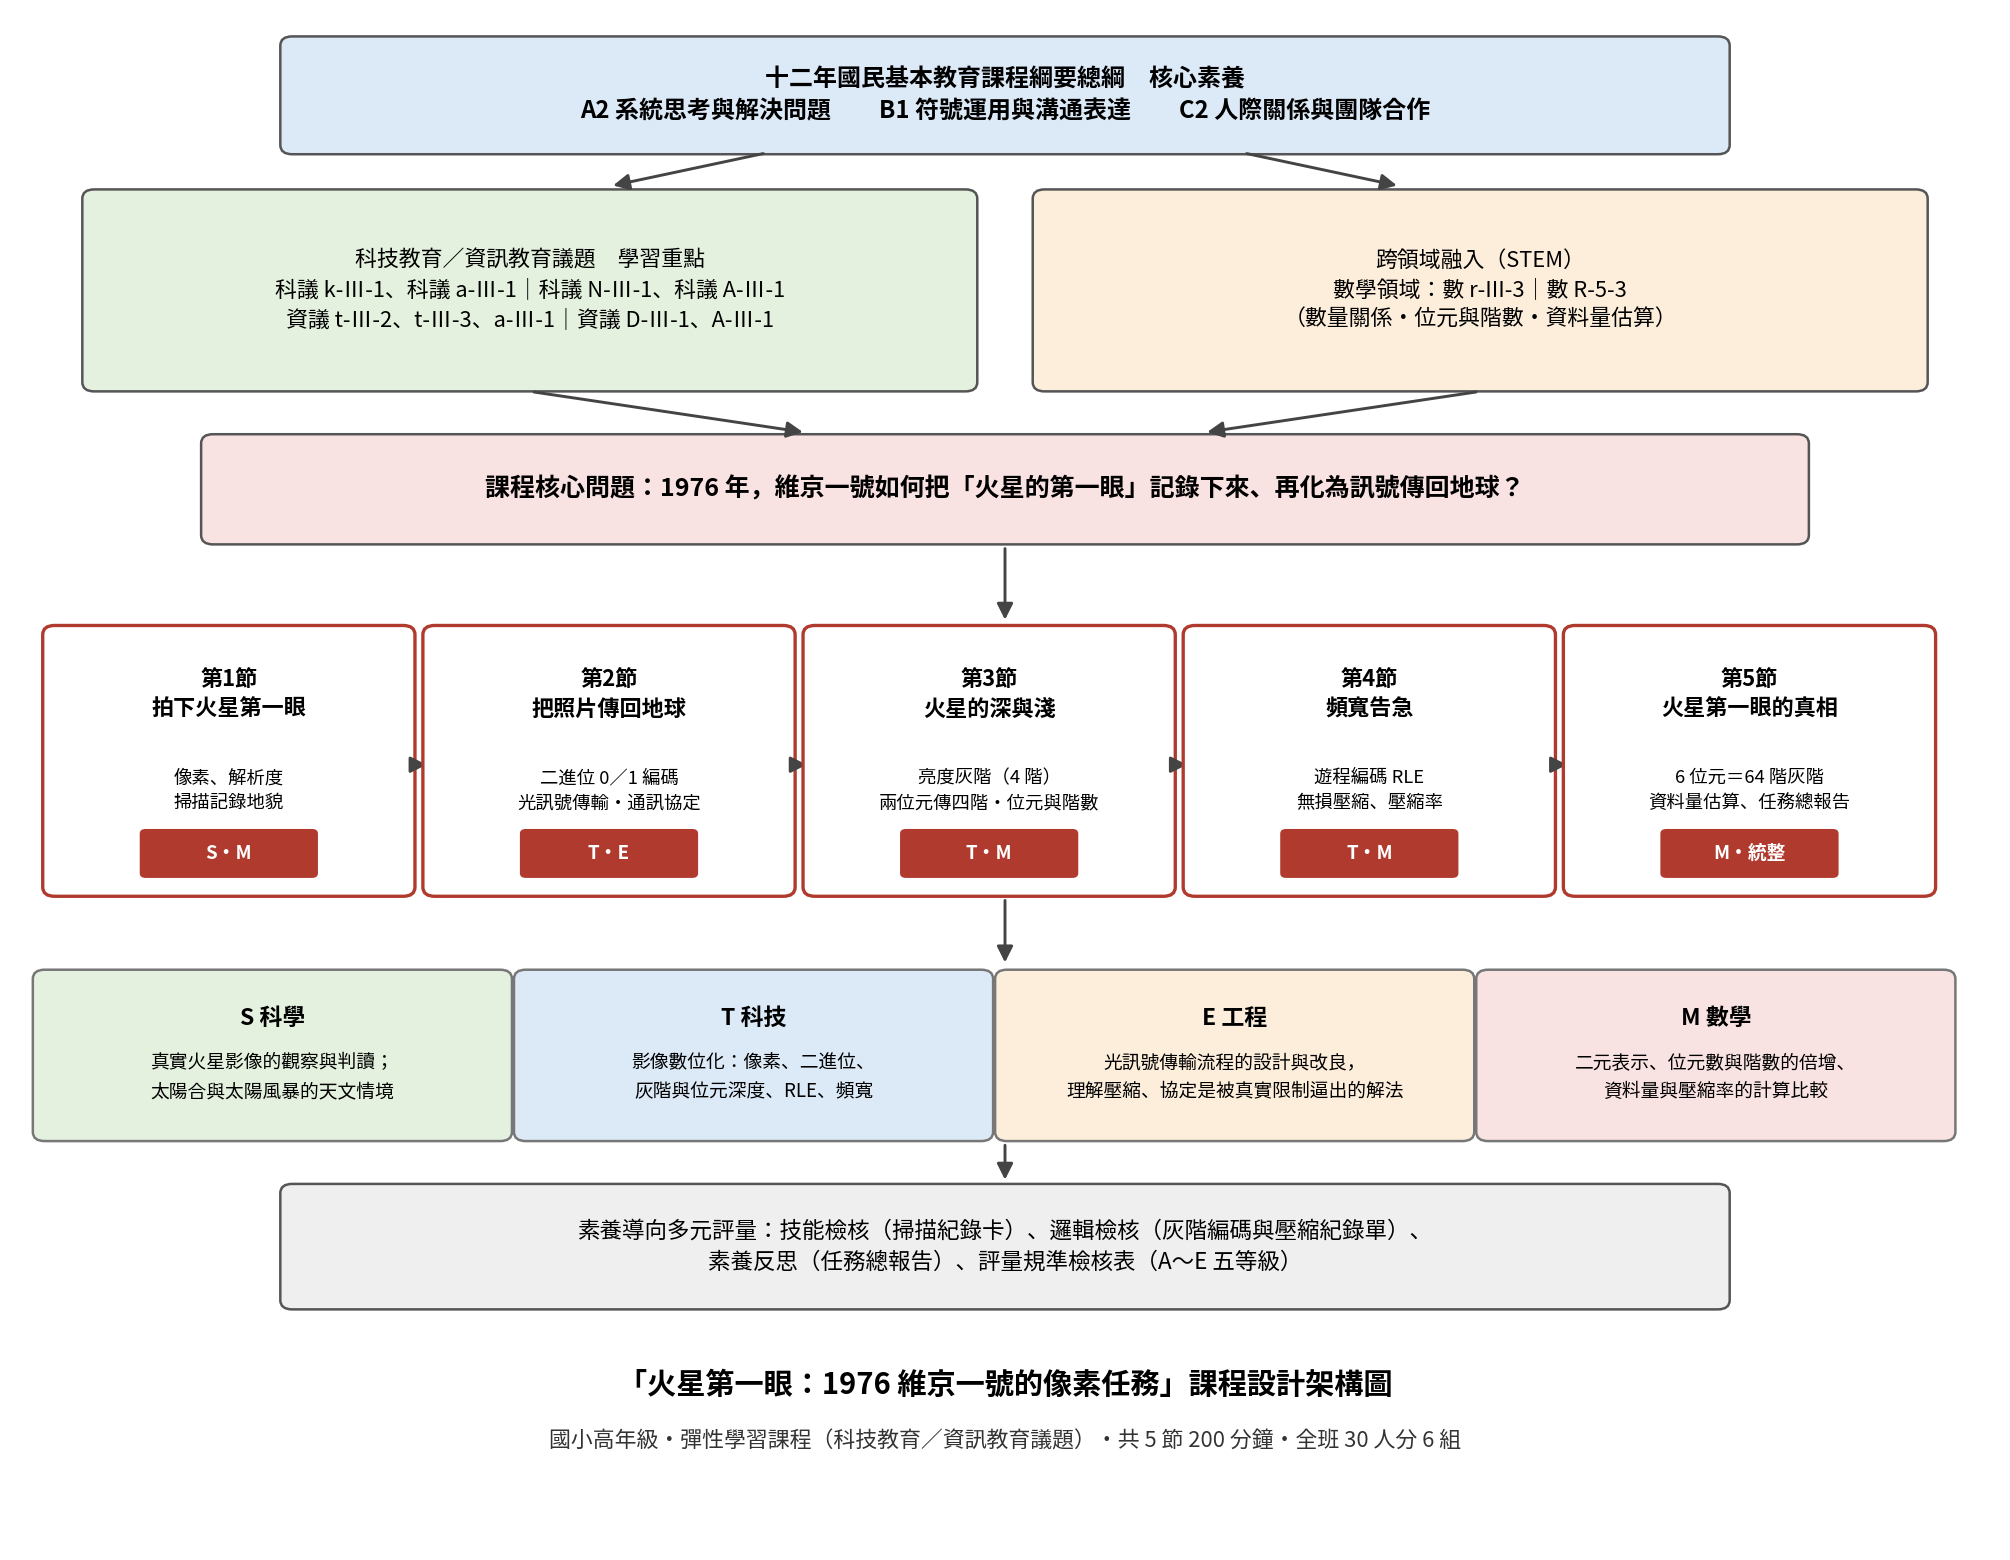 十二年國民基本教育課程綱要總綱　核心素養
A2 系統思考與解決問題　　B1 符號運用與溝通表達　　C2 人際關係與團隊合作
科技教育／資訊教育議題　學習重點
科議 k-III-1、科議 a-III-1｜科議 N-III-1、科議 A-III-1
資議 t-III-2、t-III-3、a-III-1｜資議 D-III-1、A-III-1
跨領域融入（STEM）
數學領域：數 r-III-3｜數 R-5-3
（數量關係・位元與階數・資料量估算）
課程核心問題：1976 年，維京一號如何把「火星的第一眼」記錄下來、再化為訊號傳回地球？
第1節
拍下火星第一眼
像素、解析度
掃描記錄地貌
S・M
第2節
把照片傳回地球
二進位 0／1 編碼
光訊號傳輸・通訊協定
T・E
第3節
火星的深與淺
亮度灰階（4 階）
兩位元傳四階・位元與階數
T・M
第4節
頻寬告急
遊程編碼 RLE
無損壓縮、壓縮率
T・M
第5節
火星第一眼的真相
6 位元＝64 階灰階
資料量估算、任務總報告
M・統整
S 科學
真實火星影像的觀察與判讀；
太陽合與太陽風暴的天文情境
T 科技
影像數位化：像素、二進位、
灰階與位元深度、RLE、頻寬
E 工程
光訊號傳輸流程的設計與改良，
理解壓縮、協定是被真實限制逼出的解法
M 數學
二元表示、位元數與階數的倍增、
資料量與壓縮率的計算比較
素養導向多元評量：技能檢核（掃描紀錄卡）、邏輯檢核（灰階編碼與壓縮紀錄單）、
素養反思（任務總報告）、評量規準檢核表（A～E 五等級）
「火星第一眼：1976 維京一號的像素任務」課程設計架構圖
國小高年級・彈性學習課程（科技教育／資訊教育議題）・共 5 節 200 分鐘・全班 30 人分 6 組